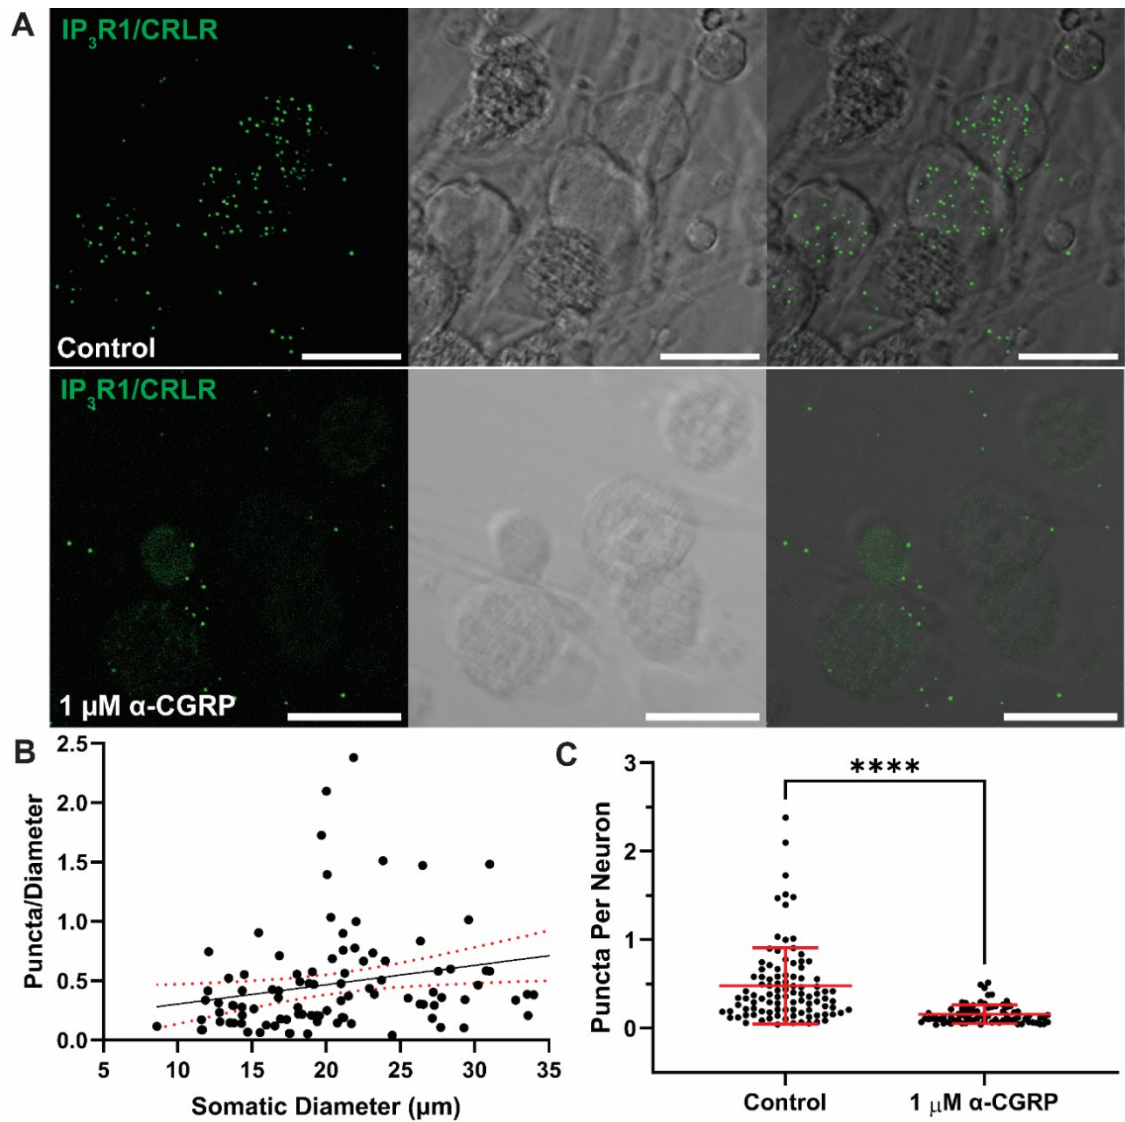 A
IP₃R1/CRLR
Control
IP₃R1/CRLR
1 µM α-CGRP
B
2.5
2.0
1.5
1.0
0.5
0.0
Puncta/Diameter
5 10 15 20 25 30 35
Somatic Diameter (µm)
C
****
3
2
1
0
Puncta Per Neuron
Control 1 µM α-CGRP